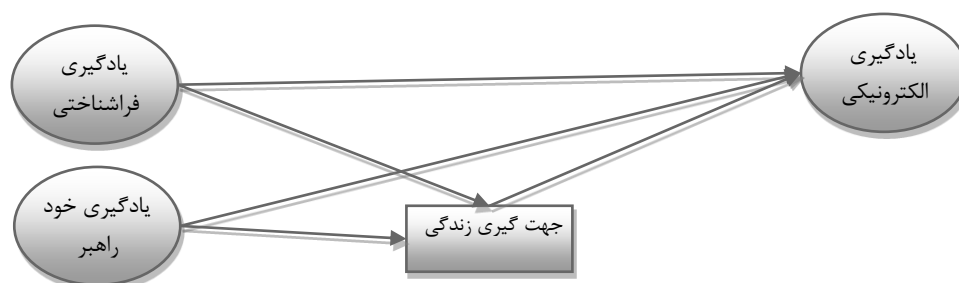 یادگیری
فراشناختی
یادگیری
الکترونیکی
یادگیری خود
راهبر
جهت گیری زندگی